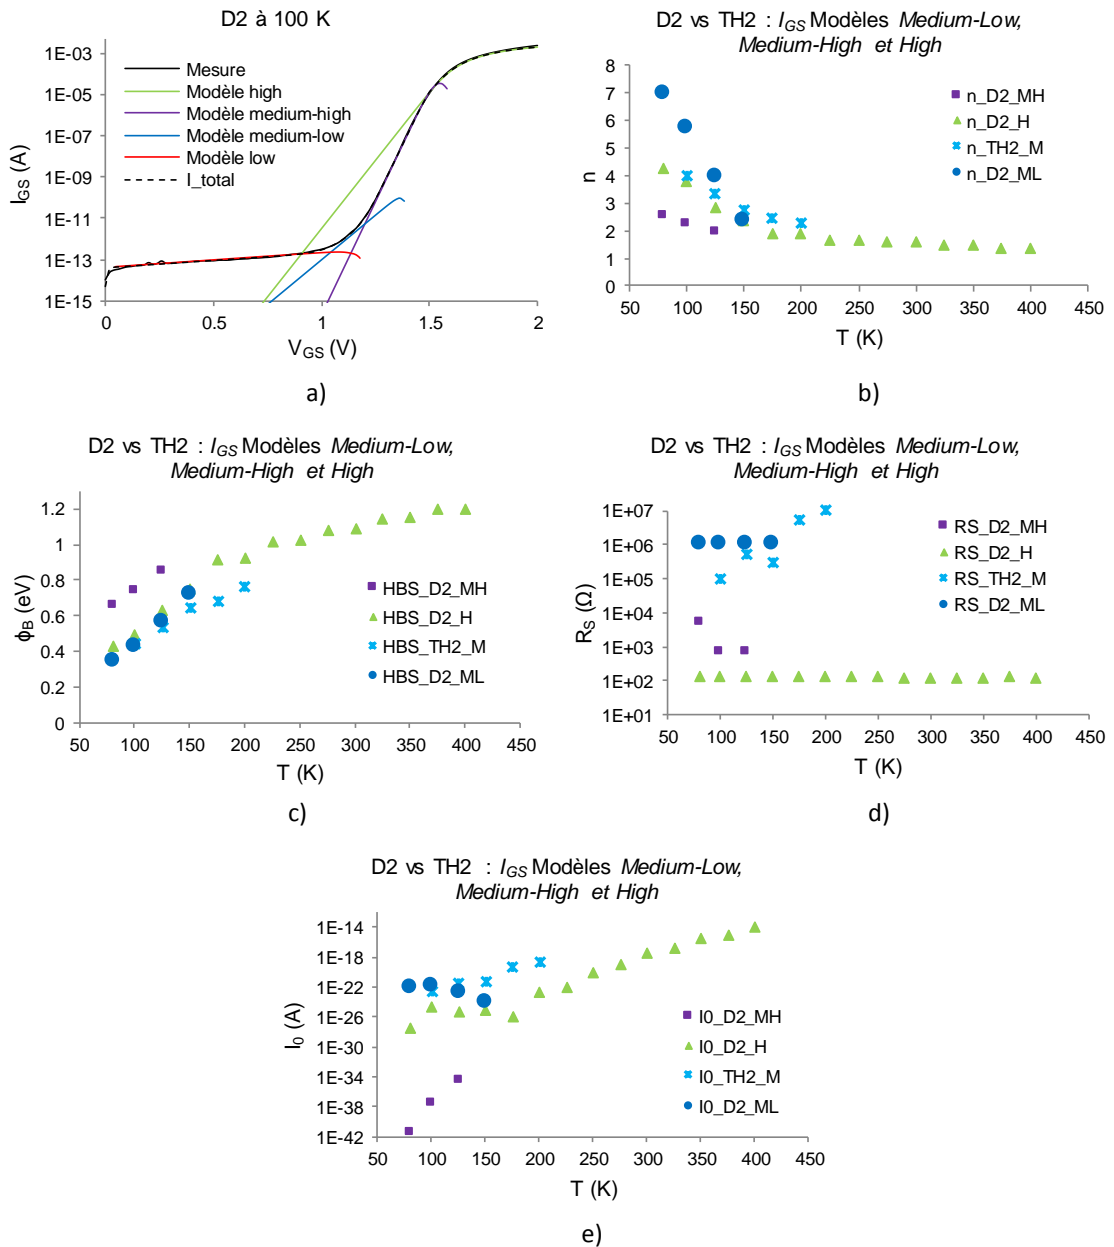 D2 à 100 K
1E-03
1E-05
1E-07
1E-09
1E-11
1E-13
1E-15
I_GS (A)
Mesure
Modèle high
Modèle medium-high
Modèle medium-low
Modèle low
I_total
0 0.5 1 1.5 2
V_GS (V)
a)
D2 vs TH2 : I_GS Modèles Medium-Low,
Medium-High et High
8
7
6
5
4
3
2
1
0
n
n_D2_MH
n_D2_H
n_TH2_M
n_D2_ML
50 100 150 200 250 300 350 400 450
T (K)
b)
D2 vs TH2 : I_GS Modèles Medium-Low,
Medium-High et High
1.2
1
0.8
0.6
0.4
0.2
0
ϕ_B (eV)
HBS_D2_MH
HBS_D2_H
HBS_TH2_M
HBS_D2_ML
50 100 150 200 250 300 350 400 450
T (K)
c)
D2 vs TH2 : I_GS Modèles Medium-Low,
Medium-High et High
1E+07
1E+06
1E+05
1E+04
1E+03
1E+02
1E+01
R_S (Ω)
RS_D2_MH
RS_D2_H
RS_TH2_M
RS_D2_ML
50 100 150 200 250 300 350 400 450
T (K)
d)
D2 vs TH2 : I_GS Modèles Medium-Low,
Medium-High et High
1E-14
1E-18
1E-22
1E-26
1E-30
1E-34
1E-38
1E-42
I_0 (A)
I0_D2_MH
I0_D2_H
I0_TH2_M
I0_D2_ML
50 100 150 200 250 300 350 400 450
T (K)
e)